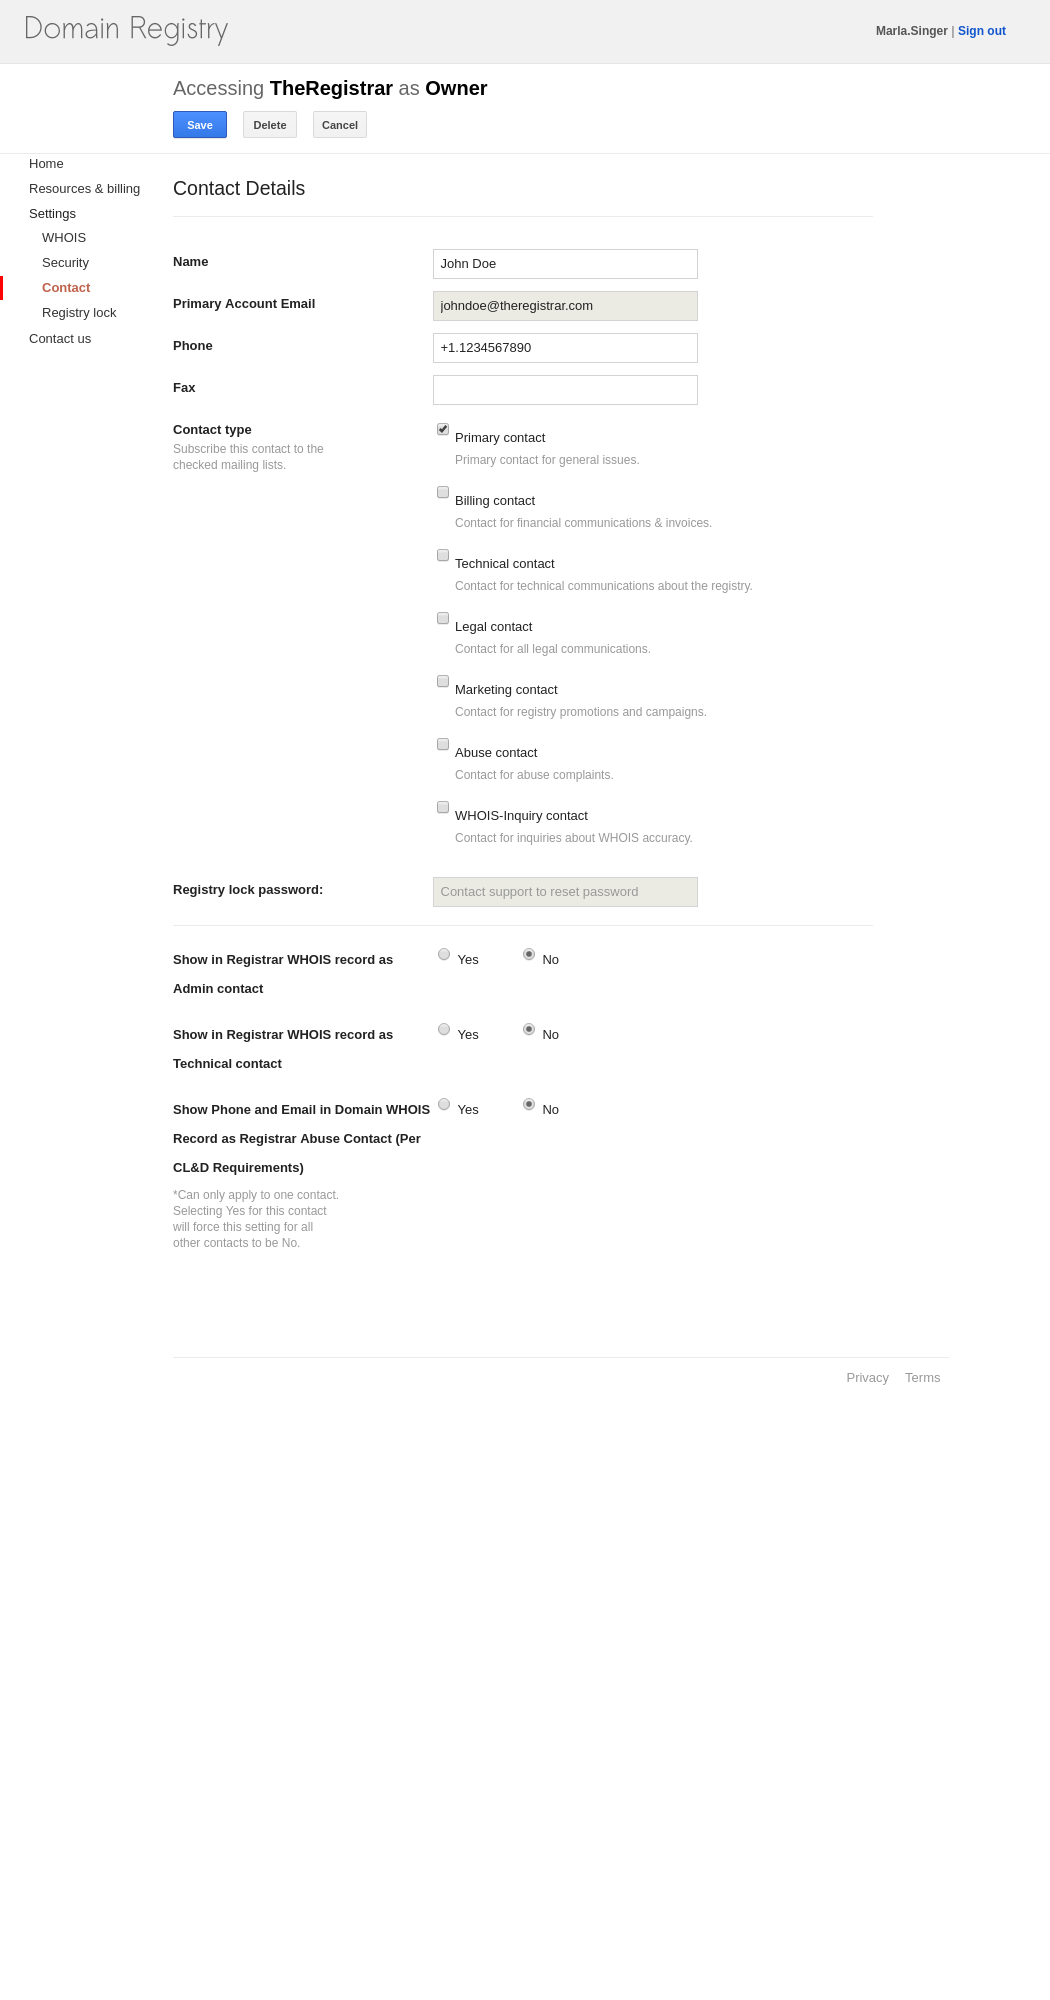 Domain Registry
Marla.Singer | Sign out
Accessing TheRegistrar as Owner
Save
Delete
Cancel
Home
Resources & billing
Settings
WHOIS
Security
Contact
Registry lock
Contact us
Contact Details
Name
John Doe
Primary Account Email
johndoe@theregistrar.com
Phone
+1.1234567890
Fax
Contact type
Subscribe this contact to the
checked mailing lists.
Primary contact
Primary contact for general issues.
Billing contact
Contact for financial communications & invoices.
Technical contact
Contact for technical communications about the registry.
Legal contact
Contact for all legal communications.
Marketing contact
Contact for registry promotions and campaigns.
Abuse contact
Contact for abuse complaints.
WHOIS-Inquiry contact
Contact for inquiries about WHOIS accuracy.
Registry lock password:
Contact support to reset password
Show in Registrar WHOIS record as
Admin contact
Yes
No
Show in Registrar WHOIS record as
Technical contact
Yes
No
Show Phone and Email in Domain WHOIS
Record as Registrar Abuse Contact (Per
CL&D Requirements)
Yes
No
*Can only apply to one contact.
Selecting Yes for this contact
will force this setting for all
other contacts to be No.
Privacy
Terms